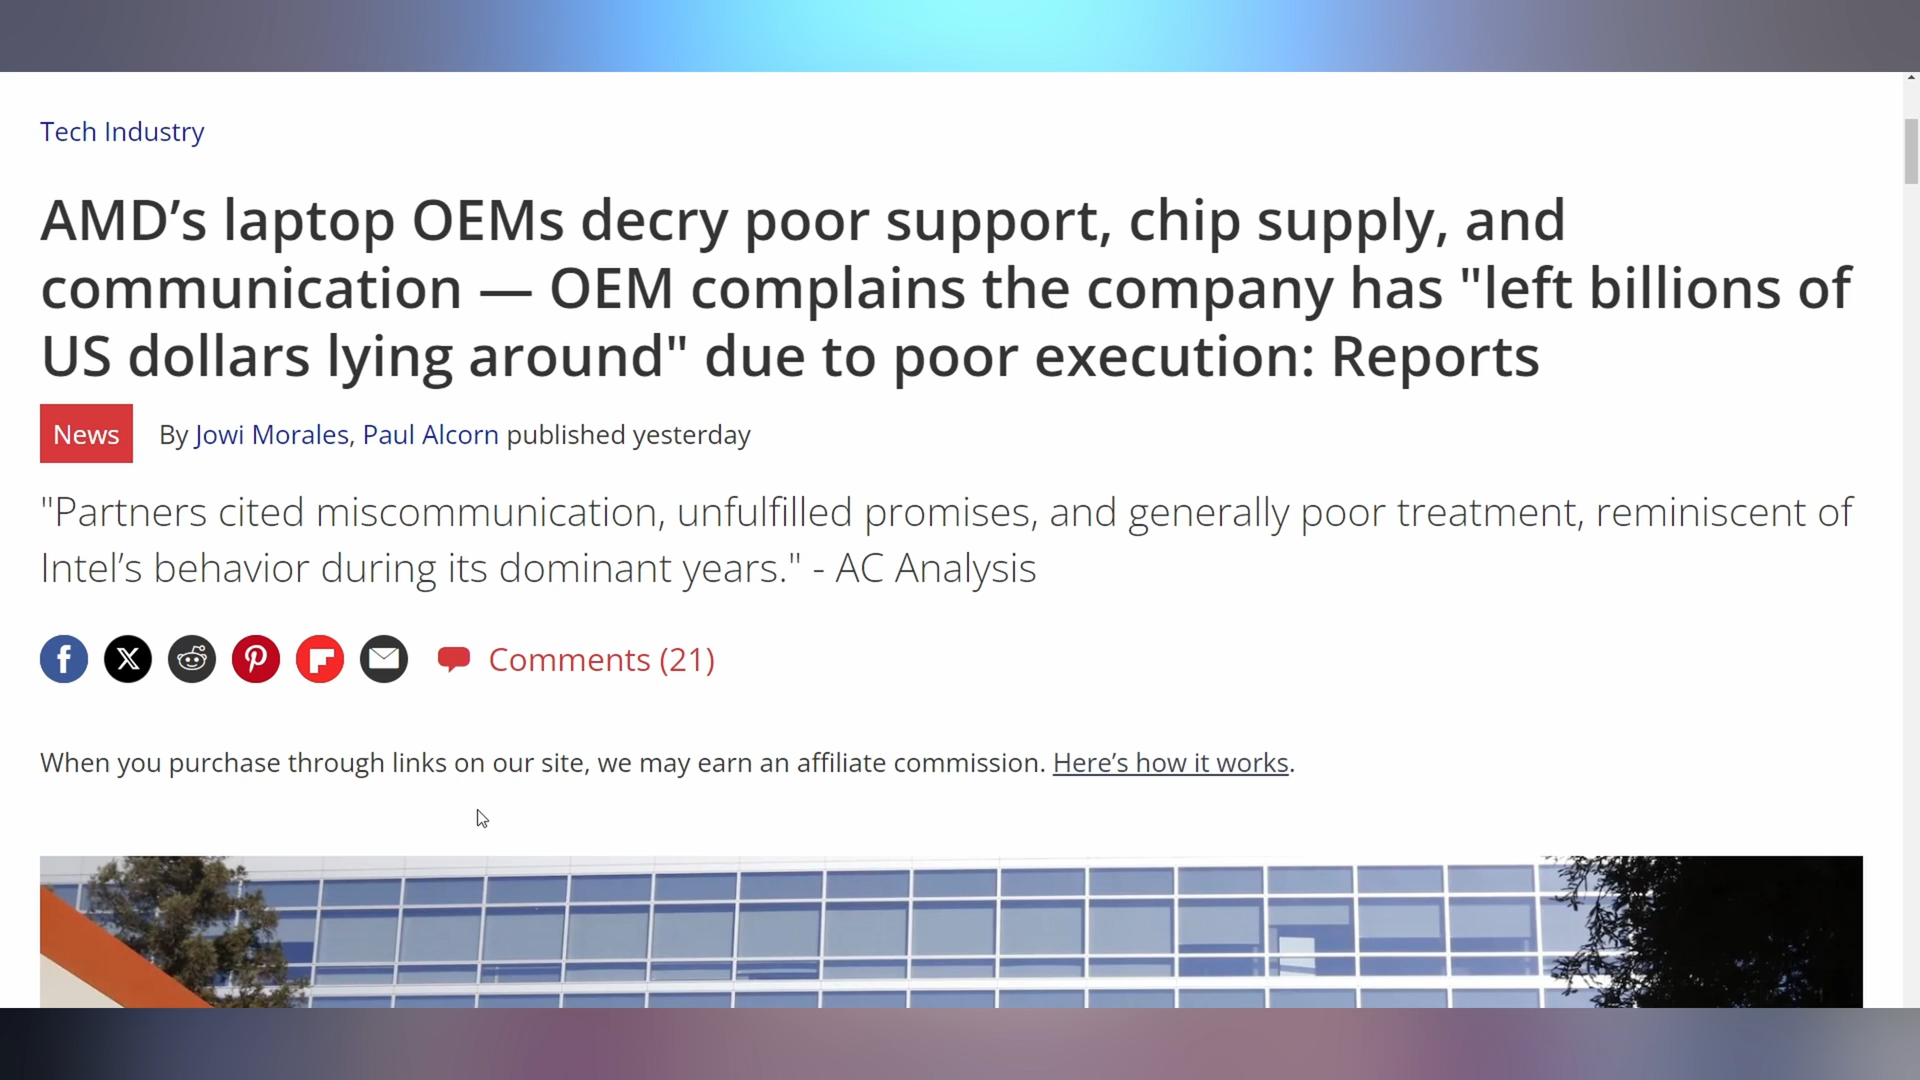 Tech Industry
AMD’s laptop OEMs decry poor support, chip supply, and
communication — OEM complains the company has "left billions of
US dollars lying around" due to poor execution: Reports
News
By Jowi Morales, Paul Alcorn published yesterday
"Partners cited miscommunication, unfulfilled promises, and generally poor treatment, reminiscent of
Intel’s behavior during its dominant years." - AC Analysis
Comments (21)
When you purchase through links on our site, we may earn an affiliate commission. Here’s how it works.